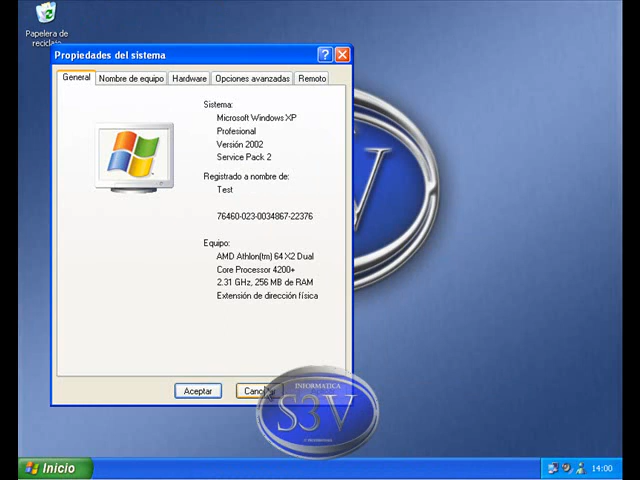 Papelera de
reciclaje
Propiedades del sistema
General
Nombre de equipo
Hardware
Opciones avanzadas
Remoto
Sistema:
Microsoft Windows XP
Profesional
Versión 2002
Service Pack 2
Registrado a nombre de:
Test
76460-023-0034867-22376
Equipo:
AMD Athlon(tm) 64 X2 Dual
Core Processor 4200+
2.31 GHz, 256 MB de RAM
Extensión de dirección física
Aceptar
Cancelar
INFORMATICA
S3V
V
Inicio
14:00